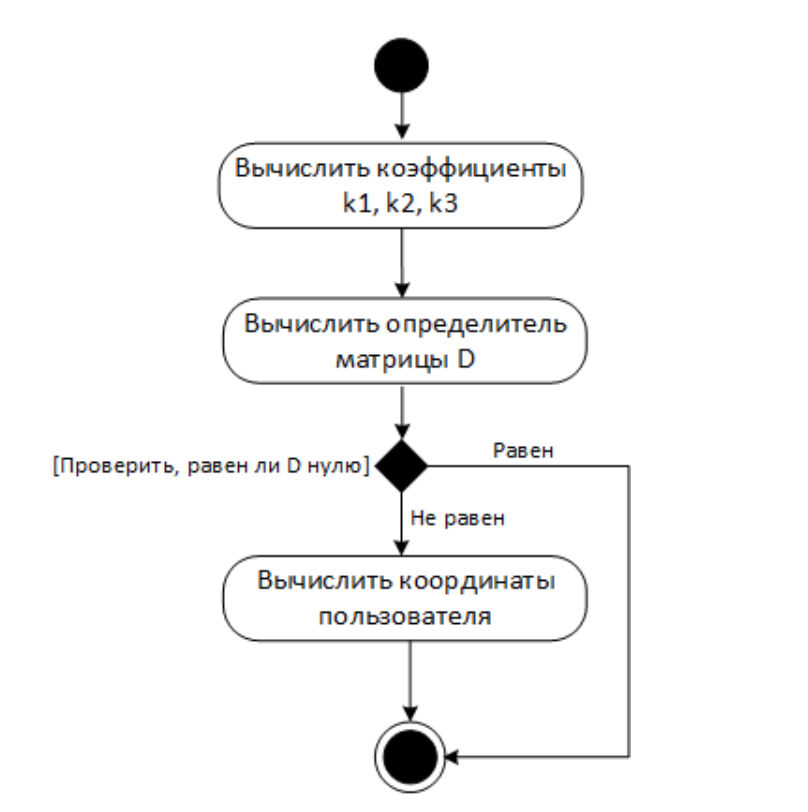 Вычислить коэффициенты
k1, k2, k3
Вычислить определитель
матрицы D
[Проверить, равен ли D нулю]
Равен
Не равен
Вычислить координаты
пользователя